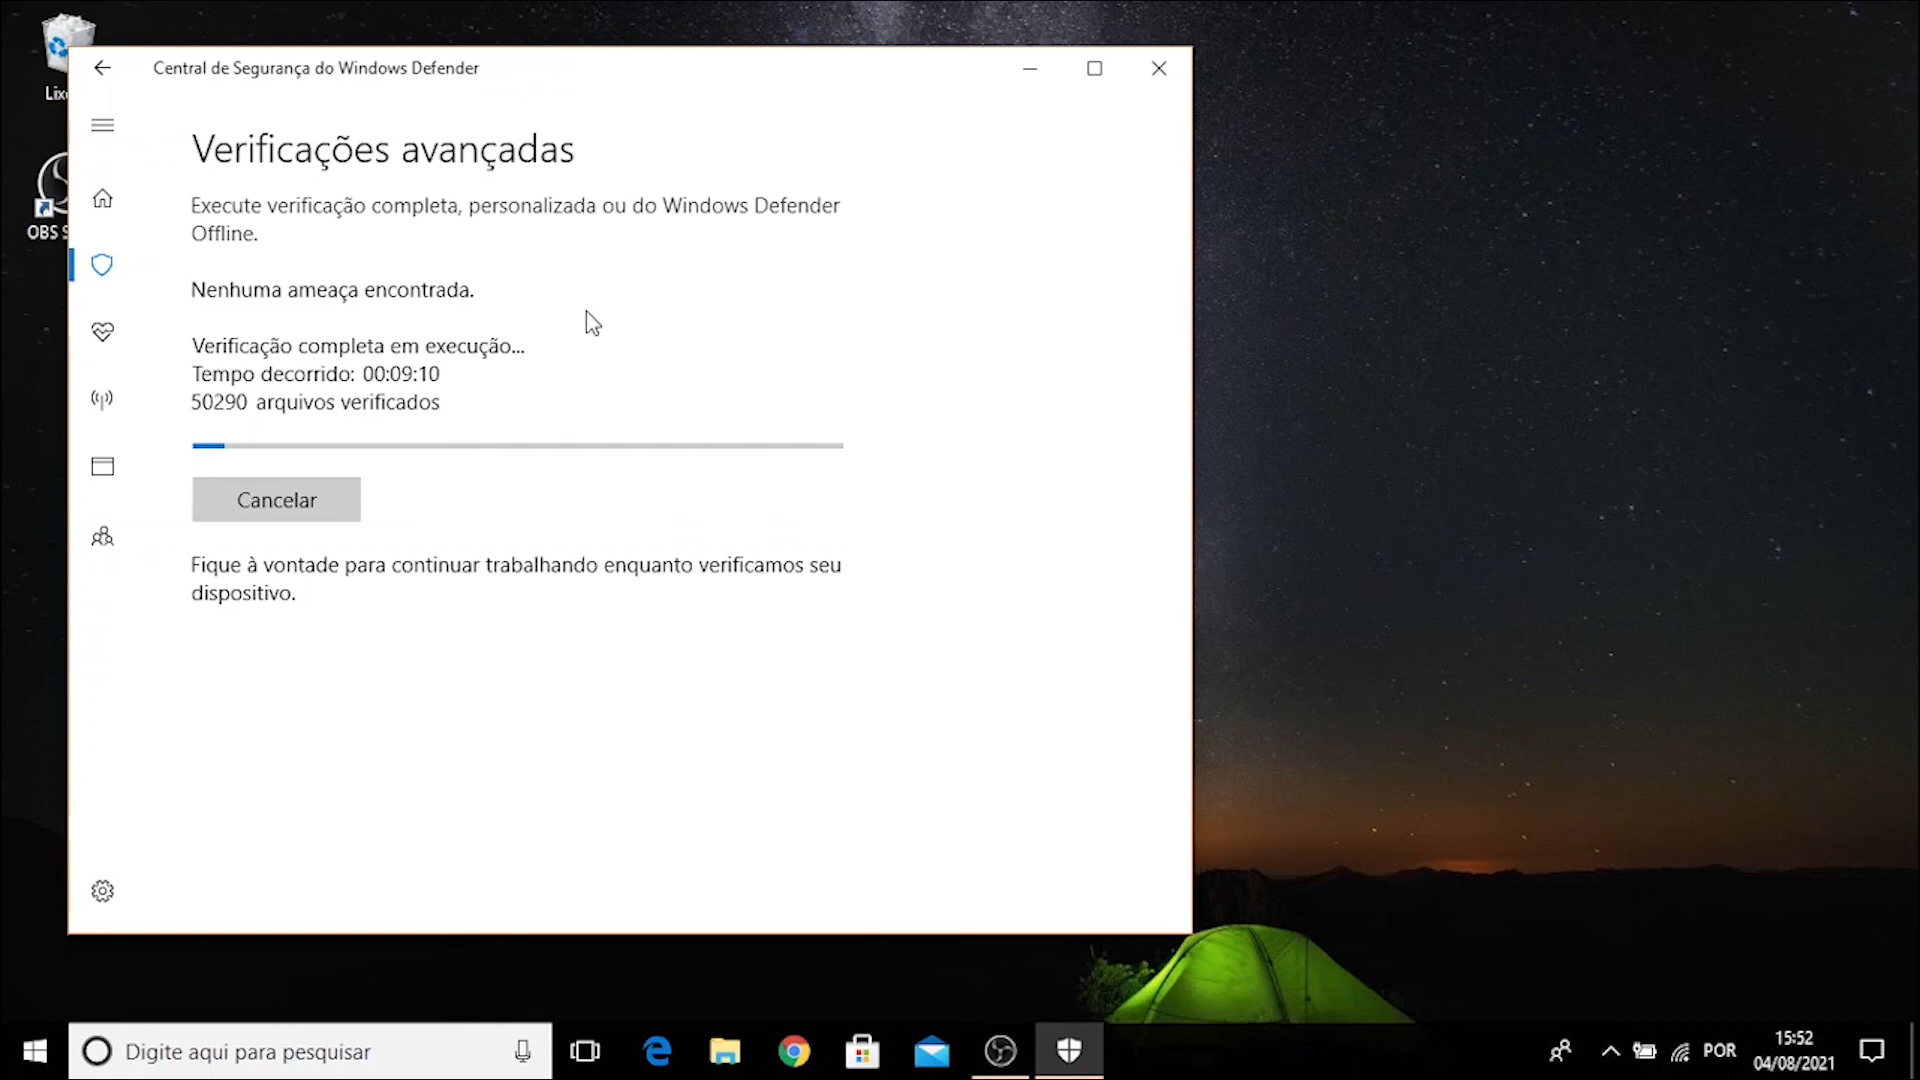 Central de Segurança do Windows Defender
Lix
OBS S
Verificações avançadas
Execute verificação completa, personalizada ou do Windows Defender
Offline.
Nenhuma ameaça encontrada.
Verificação completa em execução...
Tempo decorrido: 00:09:10
50290 arquivos verificados
Cancelar
Fique à vontade para continuar trabalhando enquanto verificamos seu
dispositivo.
Digite aqui para pesquisar
POR
15:52
04/08/2021